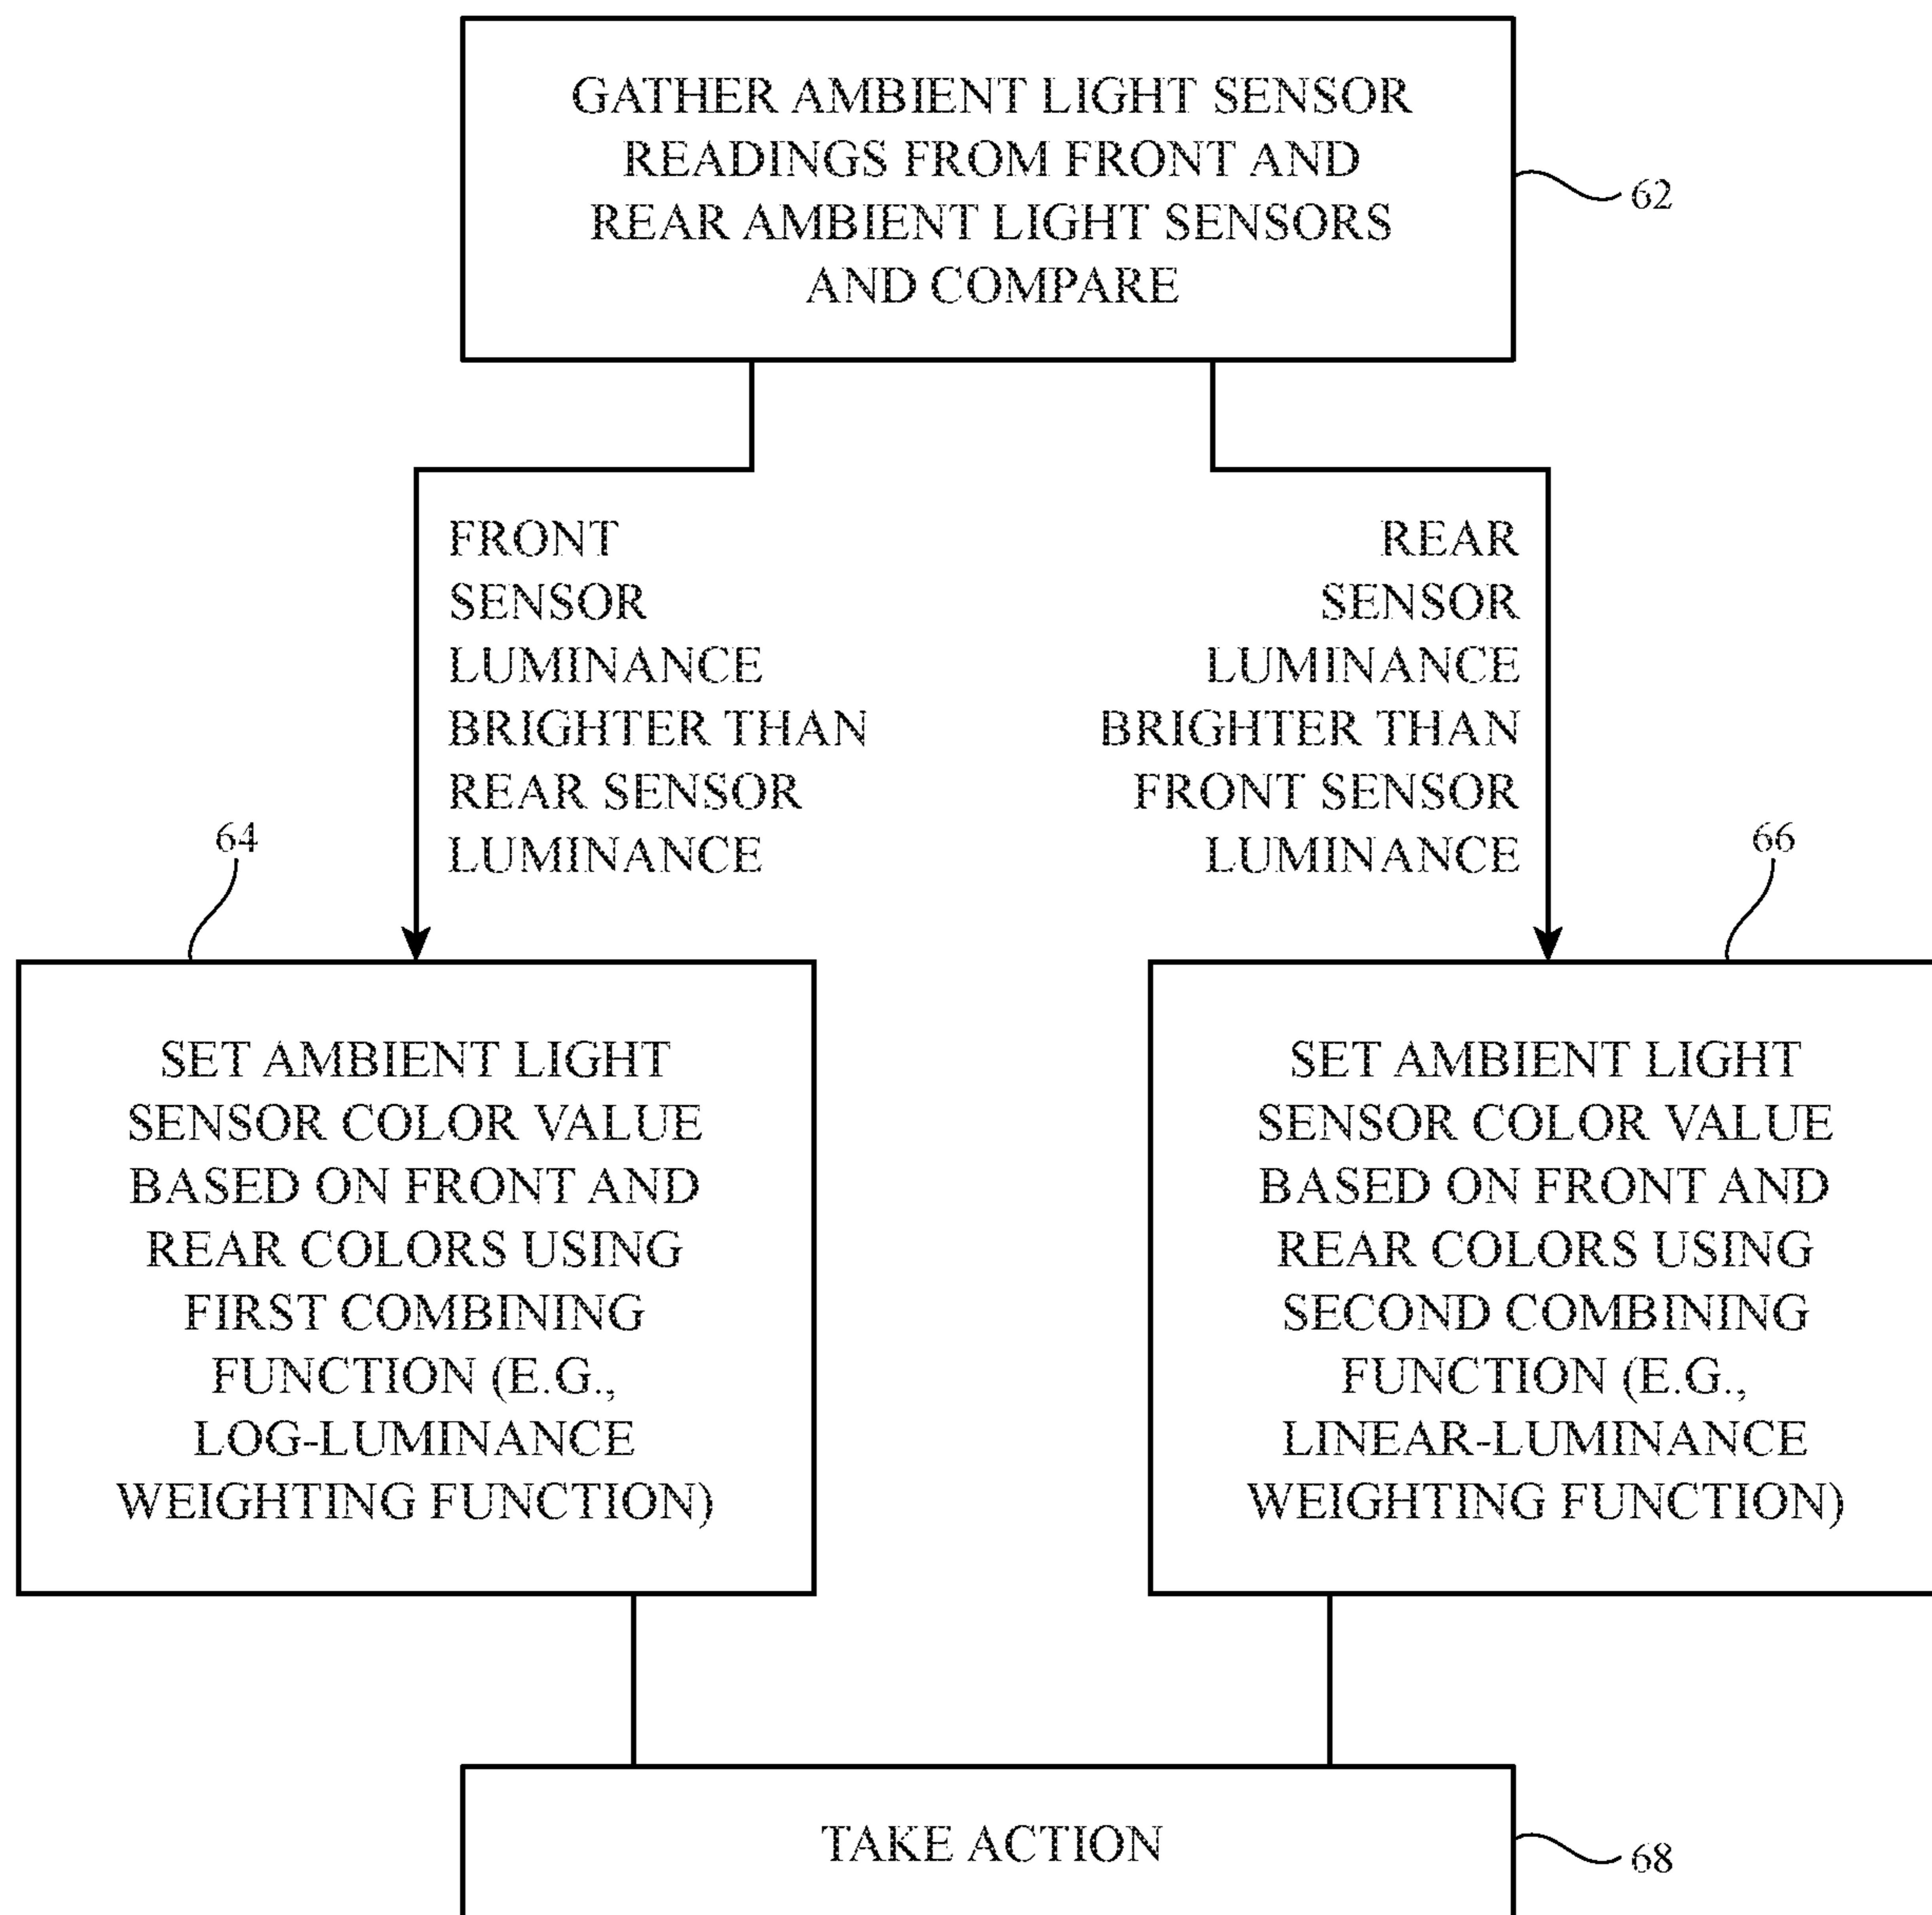 GATHER AMBIENT LIGHT SENSOR
READINGS FROM FRONT AND
REAR AMBIENT LIGHT SENSORS
AND COMPARE
62
FRONT
SENSOR
LUMINANCE
BRIGHTER THAN
REAR SENSOR
LUMINANCE
REAR
SENSOR
LUMINANCE
BRIGHTER THAN
FRONT SENSOR
LUMINANCE
64
66
SET AMBIENT LIGHT
SENSOR COLOR VALUE
BASED ON FRONT AND
REAR COLORS USING
FIRST COMBINING
FUNCTION (E.G.,
LOG-LUMINANCE
WEIGHTING FUNCTION)
SET AMBIENT LIGHT
SENSOR COLOR VALUE
BASED ON FRONT AND
REAR COLORS USING
SECOND COMBINING
FUNCTION (E.G.,
LINEAR-LUMINANCE
WEIGHTING FUNCTION)
TAKE ACTION
68